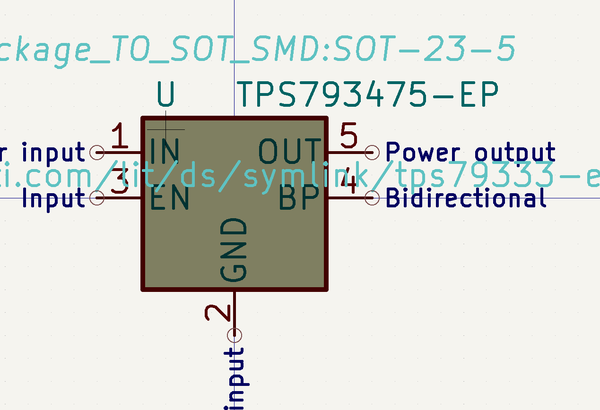 ckage_TO_SOT_SMD:SOT-23-5
U TPS793475-EP
1 5
r input IN OUT Power output
ti.com/lit/ds/symlink/tps79333-e
3 4
Input EN BP Bidirectional
GND
2
input